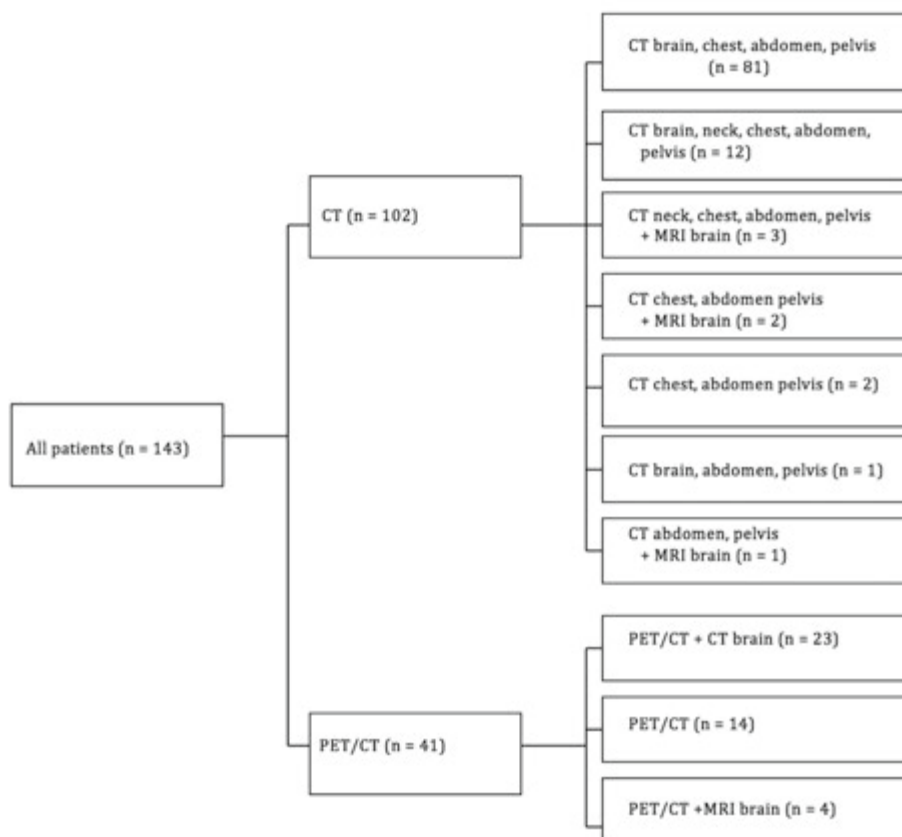 CT brain, chest, abdomen, pelvis
(n = 81)
CT brain, neck, chest, abdomen,
pelvis (n = 12)
CT (n = 102)
CT neck, chest, abdomen, pelvis
+ MRI brain (n = 3)
CT chest, abdomen pelvis
+ MRI brain (n = 2)
CT chest, abdomen pelvis (n = 2)
All patients (n = 143)
CT brain, abdomen, pelvis (n = 1)
CT abdomen, pelvis
+ MRI brain (n = 1)
PET/CT + CT brain (n = 23)
PET/CT (n = 41)
PET/CT (n = 14)
PET/CT +MRI brain (n = 4)